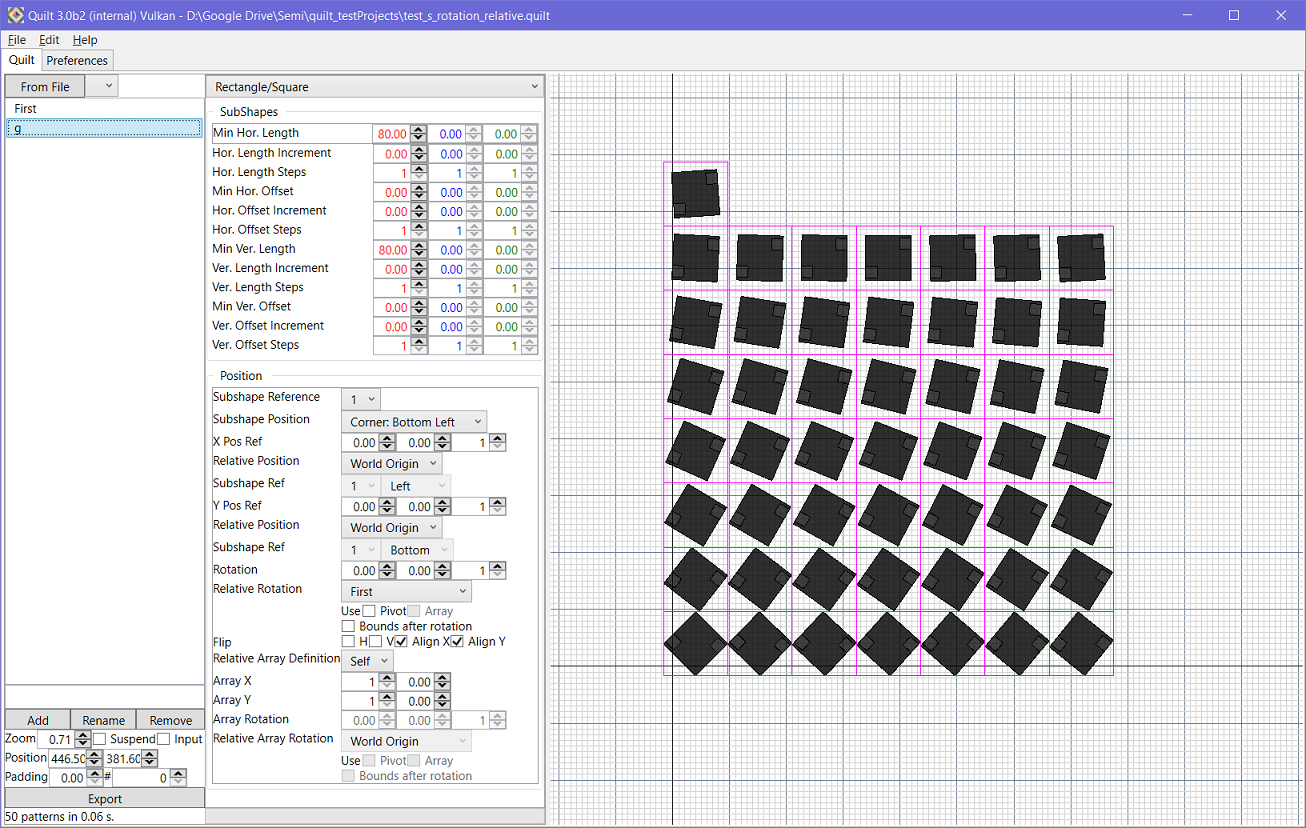 Quilt 3.0b2 (internal) Vulkan - D:\Google Drive\Semi\quilt_testProjects\test_s_rotation_relative.quilt
File Edit Help
Quilt Preferences
From File
First
g
Rectangle/Square
SubShapes
Min Hor. Length 80.00 0.00 0.00
Hor. Length Increment 0.00 0.00 0.00
Hor. Length Steps 1 1 1
Min Hor. Offset 0.00 0.00 0.00
Hor. Offset Increment 0.00 0.00 0.00
Hor. Offset Steps 1 1 1
Min Ver. Length 80.00 0.00 0.00
Ver. Length Increment 0.00 0.00 0.00
Ver. Length Steps 1 1 1
Min Ver. Offset 0.00 0.00 0.00
Ver. Offset Increment 0.00 0.00 0.00
Ver. Offset Steps 1 1 1
Position
Subshape Reference 1
Subshape Position Corner: Bottom Left
X Pos Ref 0.00 0.00 1
Relative Position World Origin
Subshape Ref 1 Left
Y Pos Ref 0.00 0.00 1
Relative Position World Origin
Subshape Ref 1 Bottom
Rotation 0.00 0.00 1
Relative Rotation First
Use Pivot Array
Bounds after rotation
Flip H V Align X Align Y
Relative Array Definition Self
Array X 1 0.00
Array Y 1 0.00
Array Rotation 0.00 0.00 1
Relative Array Rotation World Origin
Use Pivot Array
Bounds after rotation
Add Rename Remove
Zoom 0.71 Suspend Input
Position 446.50 381.60
Padding 0.00 # 0
Export
50 patterns in 0.06 s.